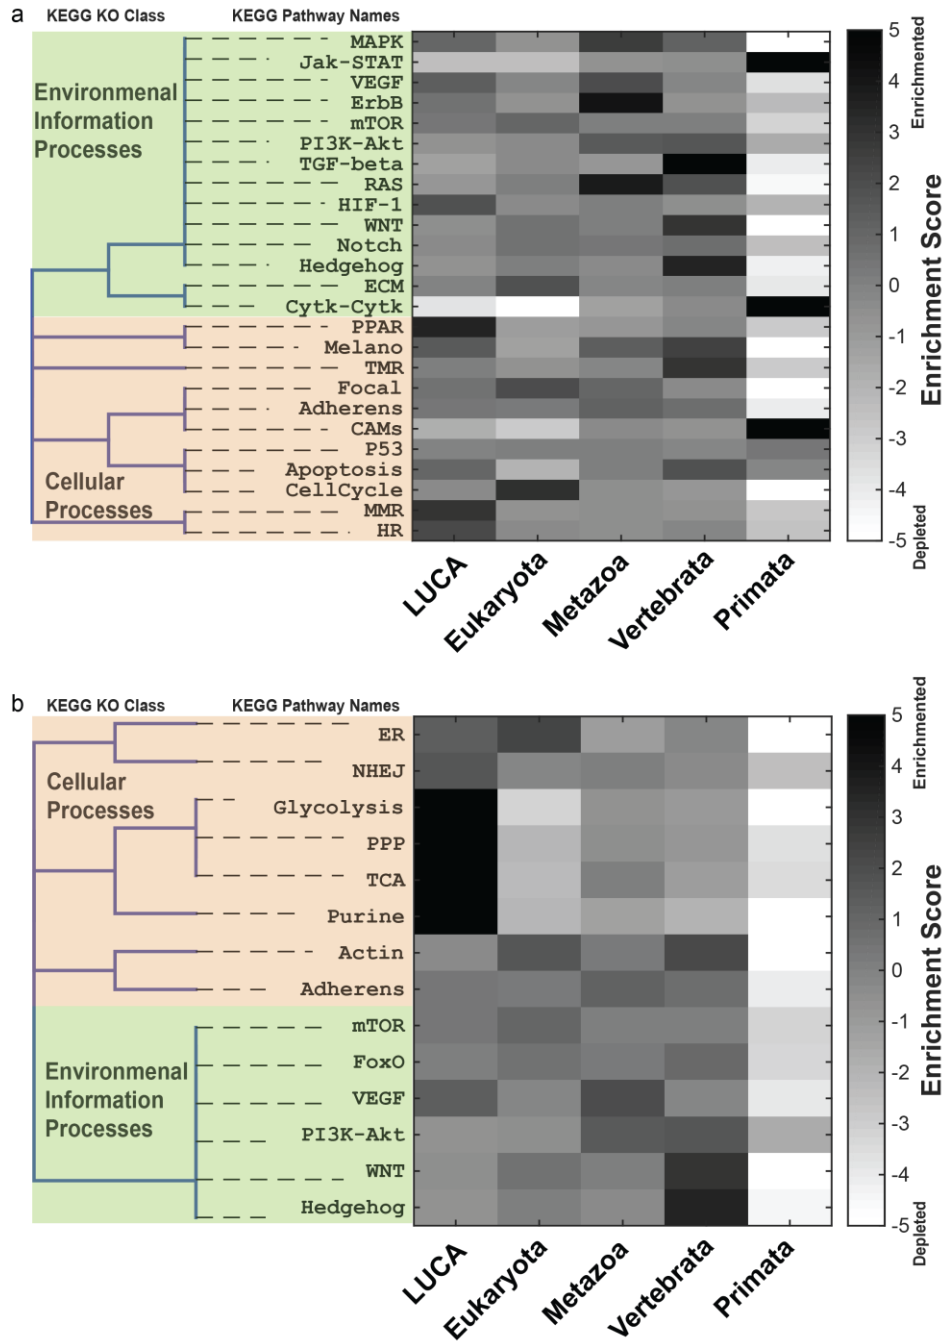 a
KEGG KO Class
KEGG Pathway Names
Environmenal
Information
Processes
MAPK
Jak-STAT
VEGF
ErbB
mTOR
PI3K-Akt
TGF-beta
RAS
HIF-1
WNT
Notch
Hedgehog
ECM
Cytk-Cytk
PPAR
Melano
TMR
Focal
Adherens
CAMs
P53
Apoptosis
CellCycle
MMR
HR
Cellular
Processes
LUCA
Eukaryota
Metazoa
Vertebrata
Primata
5
4
3
2
1
0
-1
-2
-3
-4
-5
Enrichmented
Enrichment Score
Depleted
b
KEGG KO Class
KEGG Pathway Names
Cellular
Processes
ER
NHEJ
Glycolysis
PPP
TCA
Purine
Actin
Adherens
mTOR
FoxO
VEGF
PI3K-Akt
WNT
Hedgehog
Environmenal
Information
Processes
LUCA
Eukaryota
Metazoa
Vertebrata
Primata
5
4
3
2
1
0
-1
-2
-3
-4
-5
Enrichmented
Enrichment Score
Depleted